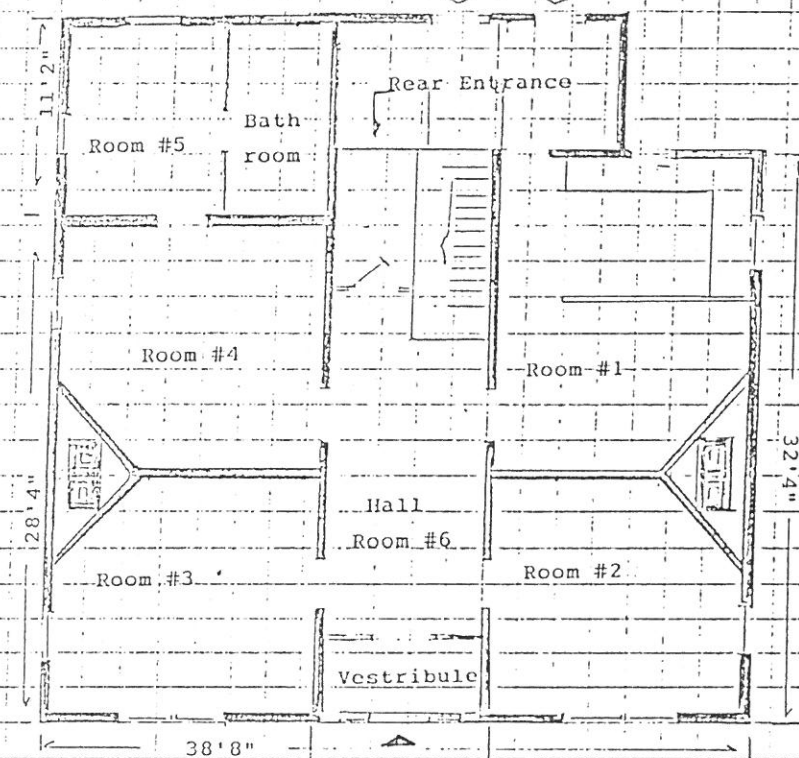 Rear Entrance
11'2"
Bath
room
Room #5
Room #4
Room #1
32'4"
28'4"
Hall
Room #6
Room #3
Room #2
Vestribule
38'8"